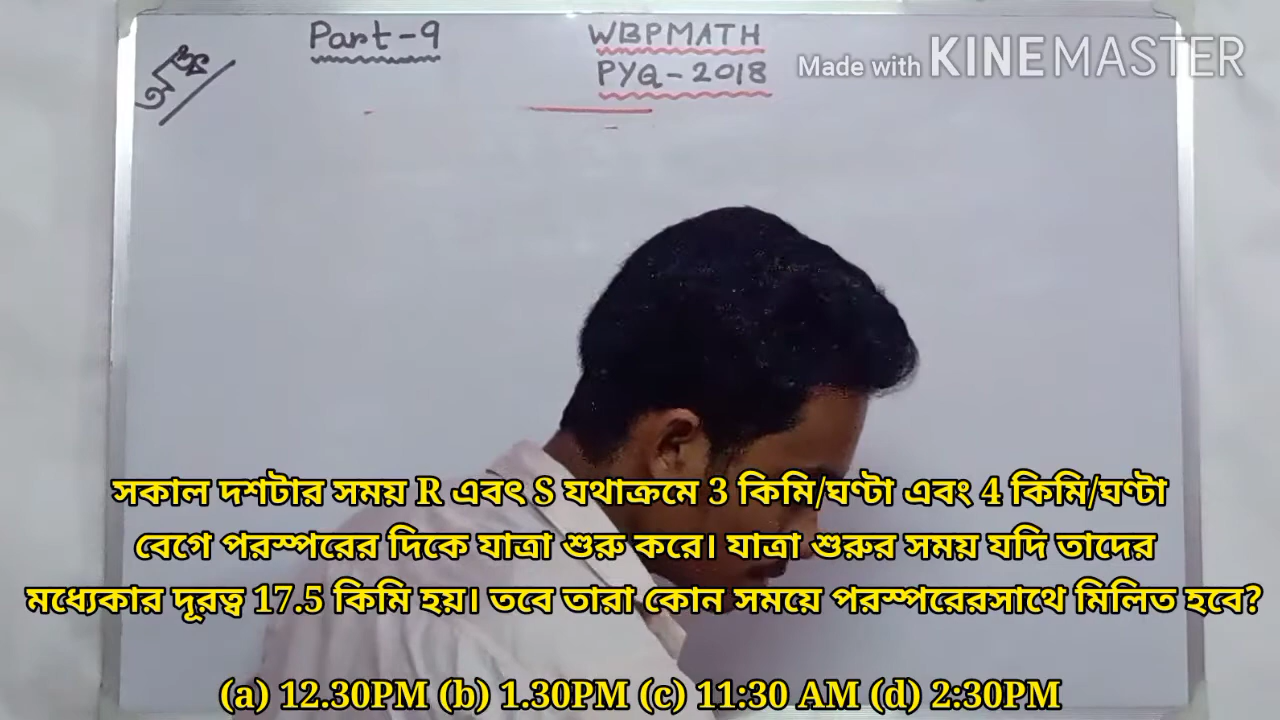 Part-9
WBPMATH
PYQ-2018
Made with KINEMASTER
অঙ্ক
সকাল দশটার সময় R এবং S যথাক্রমে 3 কিমি/ঘণ্টা এবং 4 কিমি/ঘণ্টা
বেগে পরস্পরের দিকে যাত্রা শুরু করে। যাত্রা শুরুর সময় যদি তাদের
মধ্যেকার দূরত্ব 17.5 কিমি হয়। তবে তারা কোন সময়ে পরস্পরেরসাথে মিলিত হবে?
(a) 12.30PM (b) 1.30PM (c) 11:30 AM (d) 2:30PM